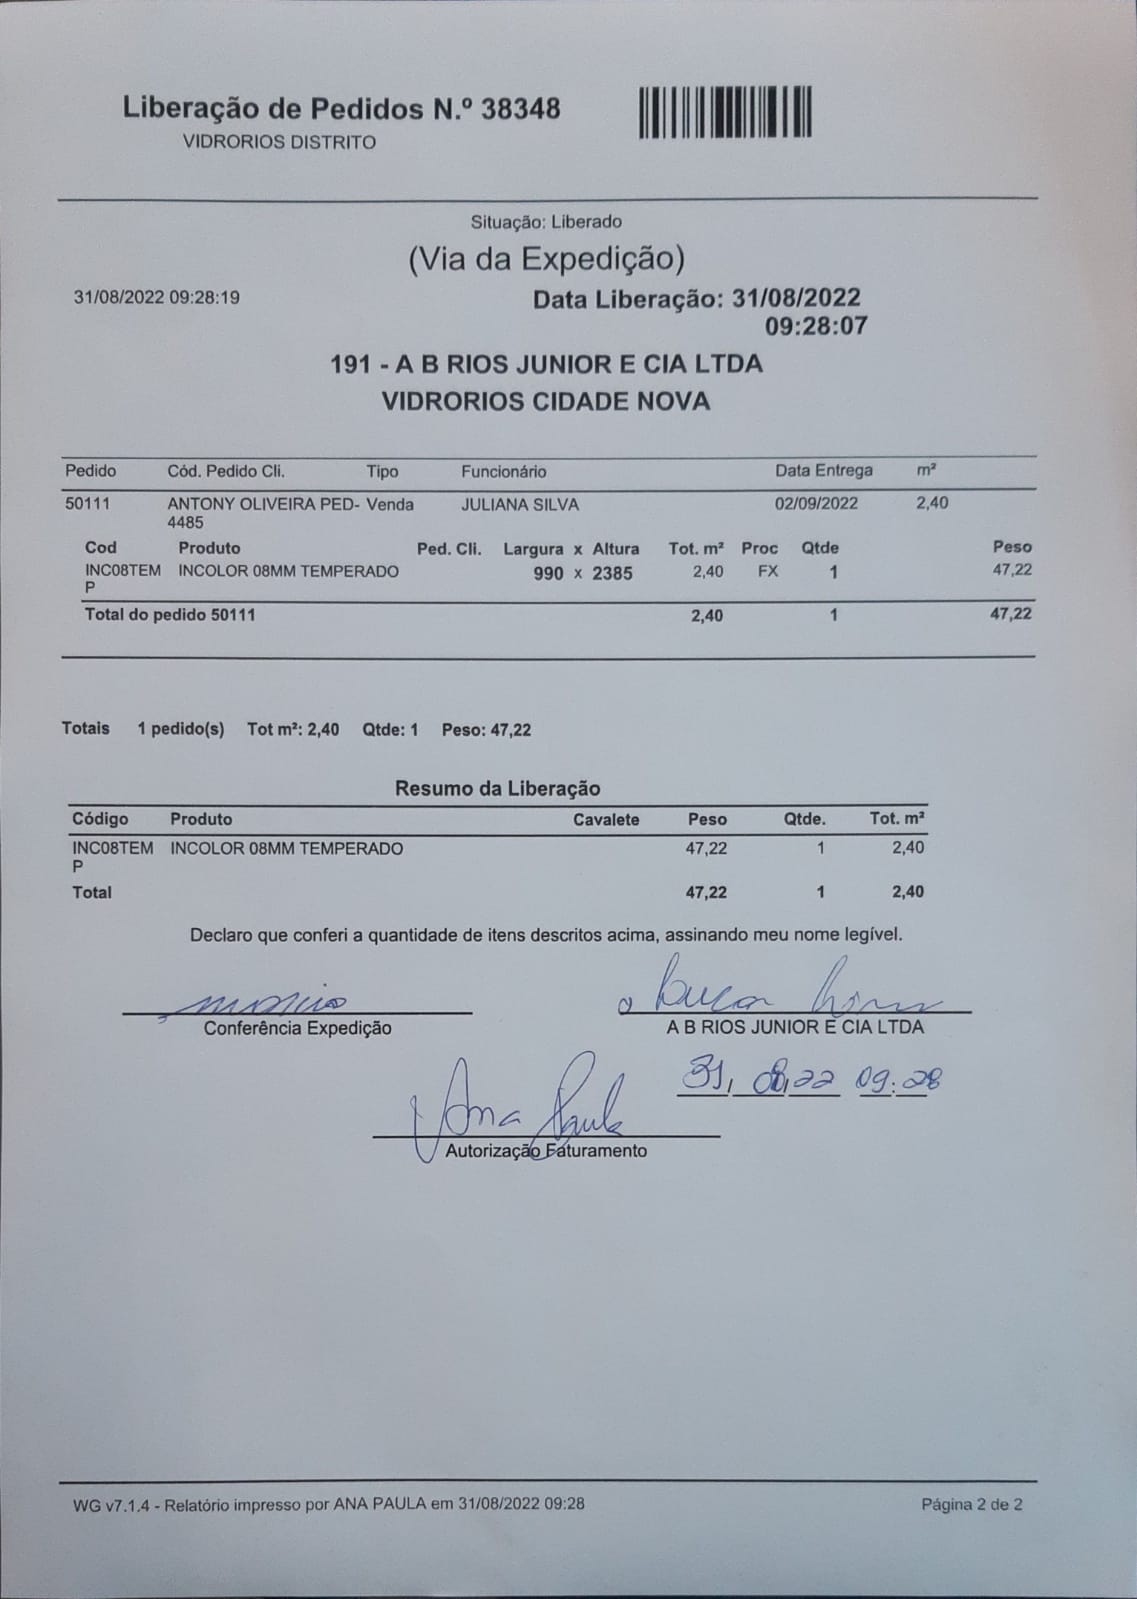 Liberação de Pedidos N.º 38348
VIDRORIOS DISTRITO
Situação: Liberado
(Via da Expedição)
31/08/2022 09:28:19 Data Liberação: 31/08/2022
09:28:07
191 - A B RIOS JUNIOR E CIA LTDA
VIDRORIOS CIDADE NOVA
Pedido Cód. Pedido Cli. Tipo Funcionário Data Entrega m²
50111 ANTONY OLIVEIRA PED- Venda JULIANA SILVA 02/09/2022 2,40
4485
Cod Produto Ped. Cli. Largura x Altura Tot. m² Proc Qtde Peso
INC08TEM INCOLOR 08MM TEMPERADO 990 x 2385 2,40 FX 1 47,22
P
Total do pedido 50111 2,40 1 47,22
Totais 1 pedido(s) Tot m²: 2,40 Qtde: 1 Peso: 47,22
Resumo da Liberação
Código Produto Cavalete Peso Qtde. Tot. m²
INC08TEM INCOLOR 08MM TEMPERADO 47,22 1 2,40
P
Total 47,22 1 2,40
Declaro que conferi a quantidade de itens descritos acima, assinando meu nome legível.
Conferência Expedição A B RIOS JUNIOR E CIA LTDA
31, 08,22 09:28
Ana Paula
Autorização Faturamento
WG v7.1.4 - Relatório impresso por ANA PAULA em 31/08/2022 09:28 Página 2 de 2